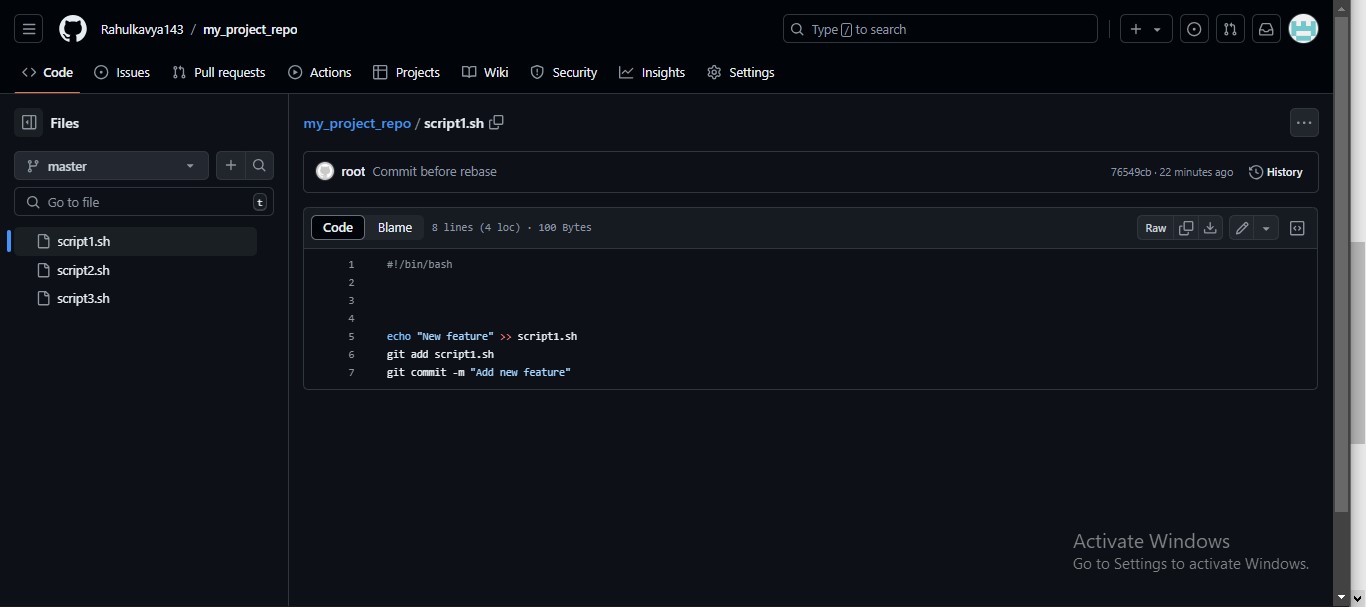 Rahulkavya143 / my_project_repo
Type / to search
Code Issues Pull requests Actions Projects Wiki Security Insights Settings
Files
master
Go to file t
script1.sh
script2.sh
script3.sh
my_project_repo / script1.sh
root Commit before rebase 76549cb · 22 minutes ago History
Code Blame 8 lines (4 loc) · 100 Bytes Raw
1 #!/bin/bash
2
3
4
5 echo "New feature" >> script1.sh
6 git add script1.sh
7 git commit -m "Add new feature"
Activate Windows
Go to Settings to activate Windows.